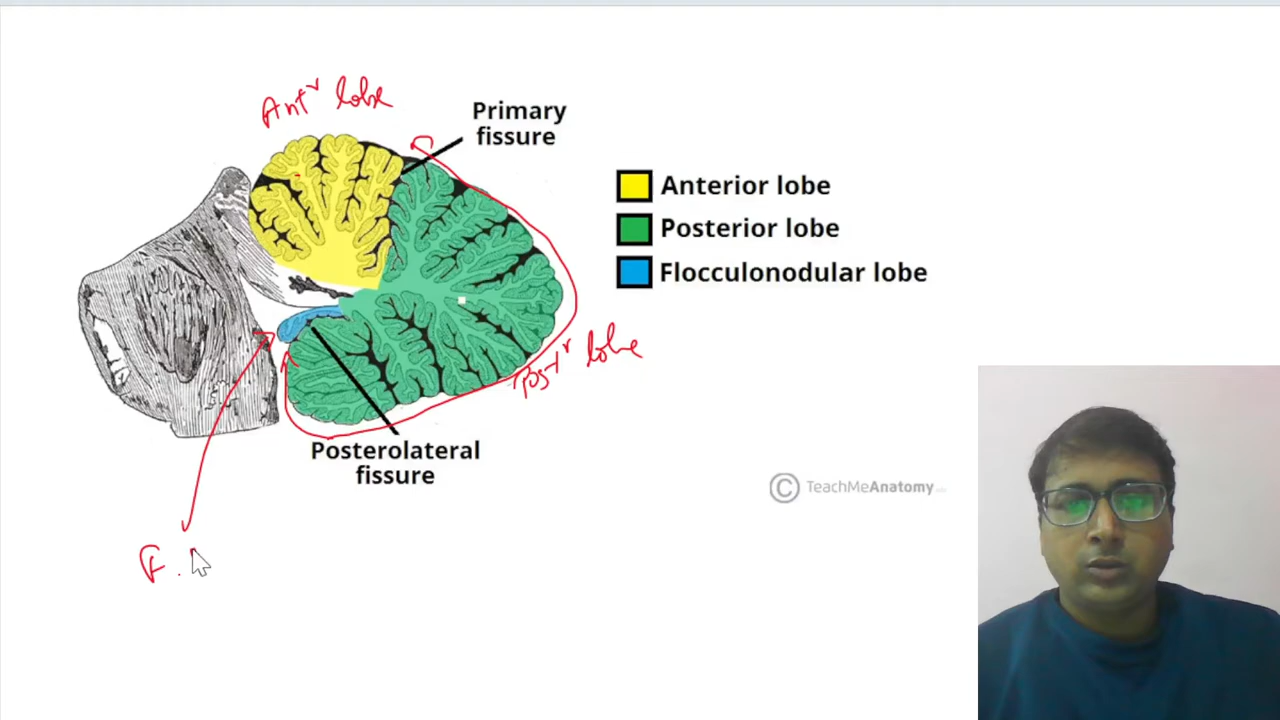 Antr lobe
Primary
fissure
Anterior lobe
Posterior lobe
Flocculonodular lobe
Postr lobe
Posterolateral
fissure
© TeachMeAnatomy
F.